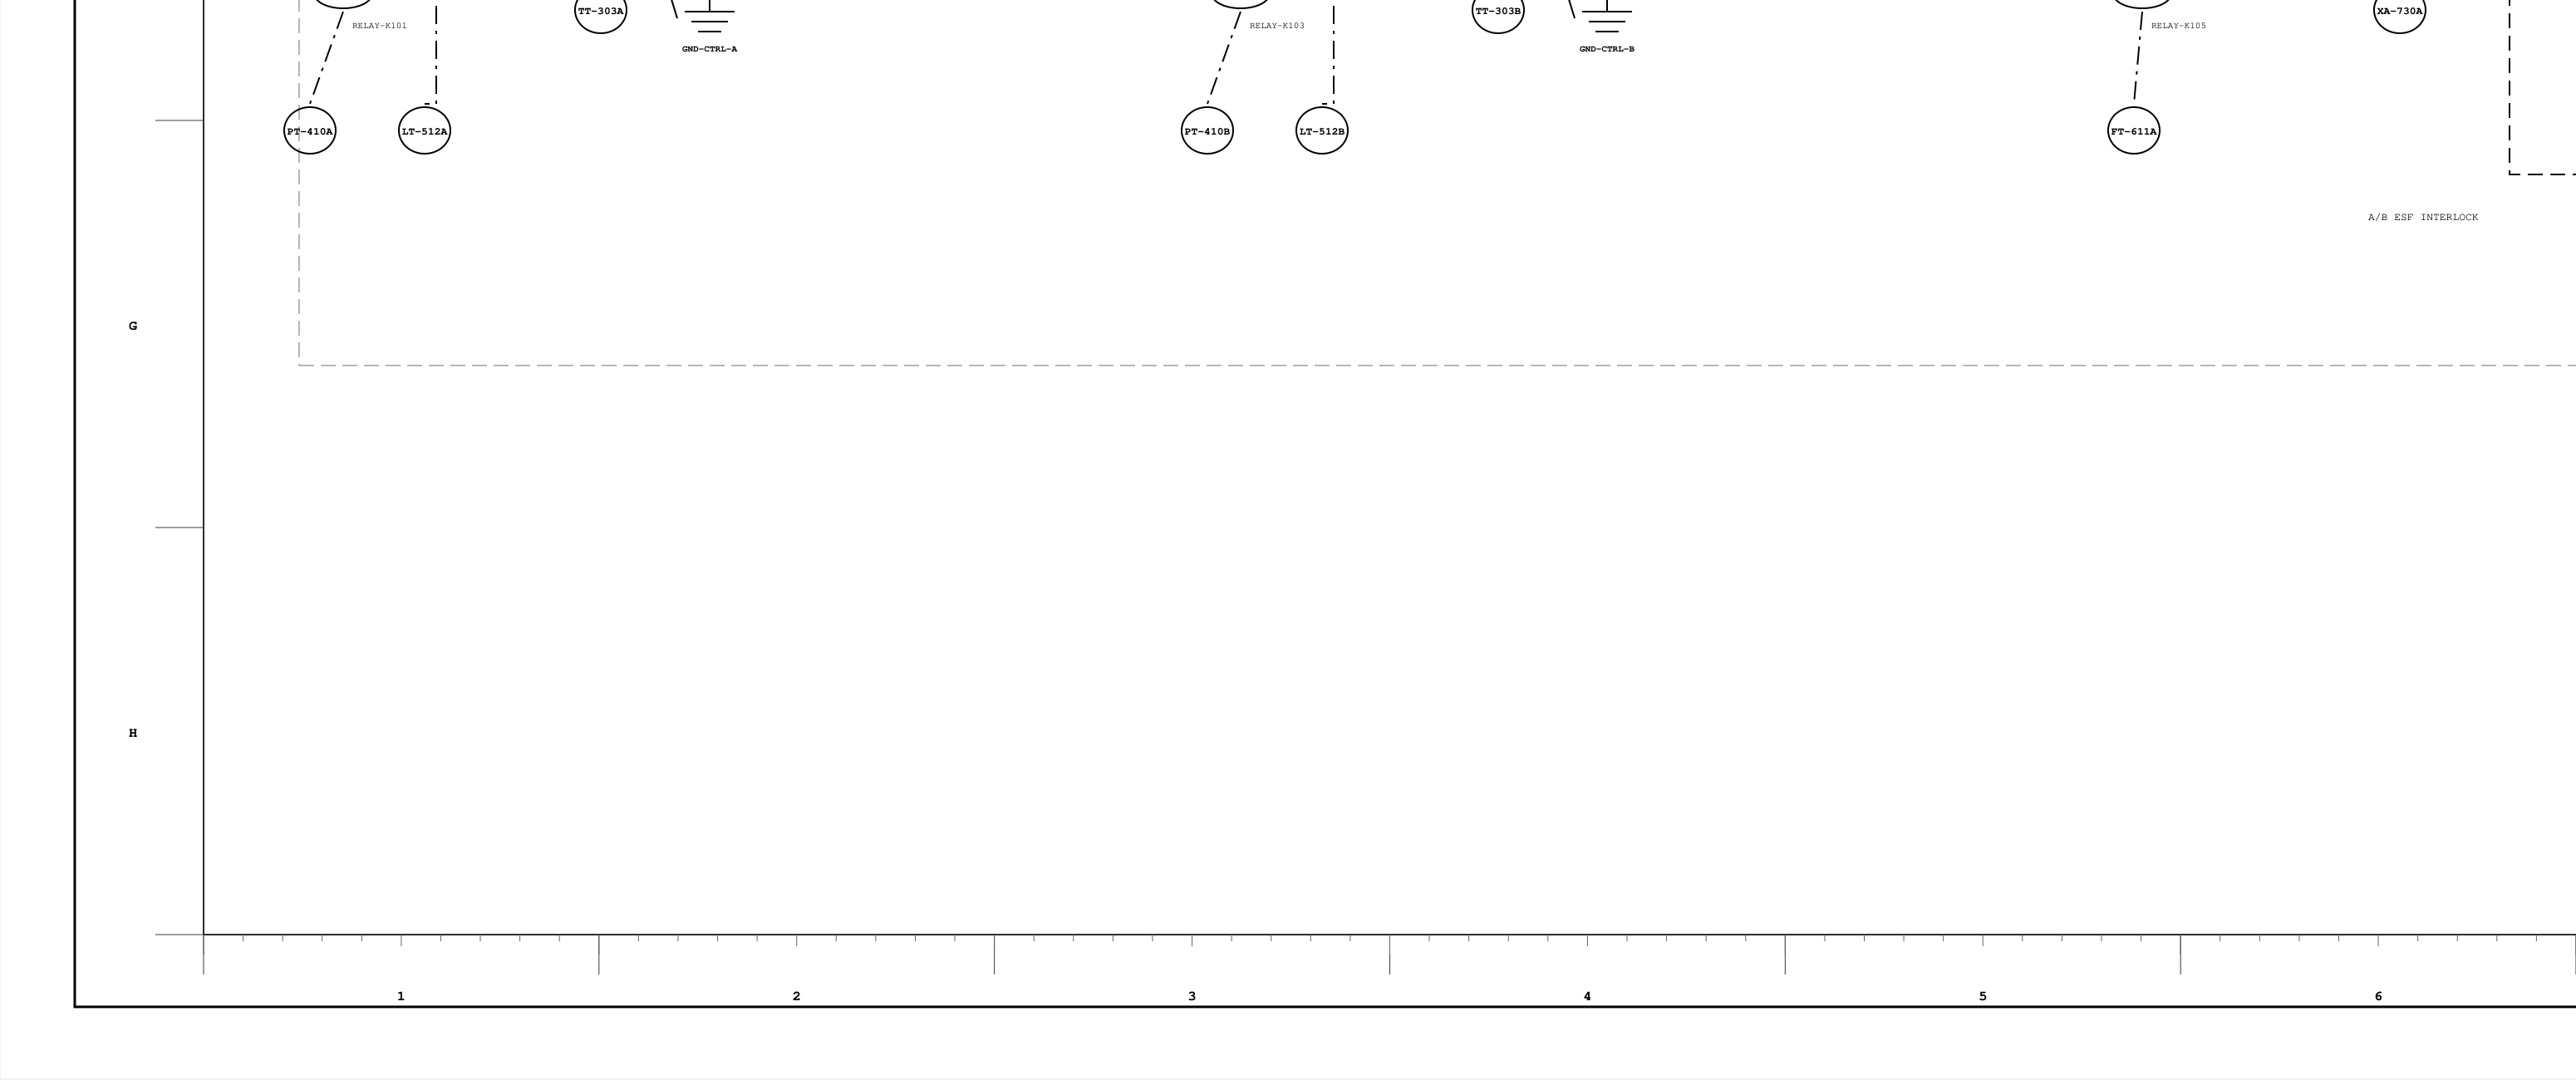 TT-303A
TT-303B
XA-730A
RELAY-K101
RELAY-K103
RELAY-K105
GND-CTRL-A
GND-CTRL-B
PT-410A
LT-512A
PT-410B
LT-512B
FT-611A
A/B ESF INTERLOCK
G
H
1
2
3
4
5
6